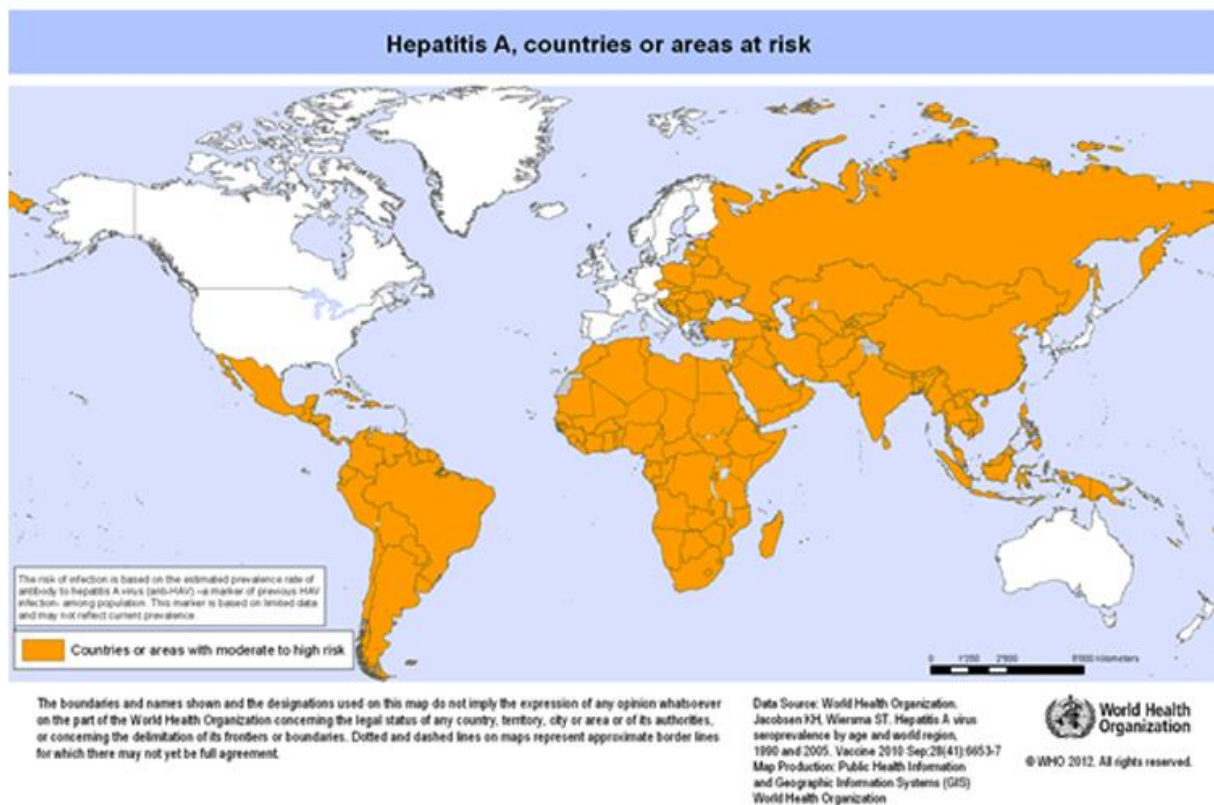 Hepatitis A, countries or areas at risk
The risk of infection is based on the estimated prevalence rate of
antibody to hepatitis A virus (anti-HAV) -a marker of previous HAV
infection- among population. This marker is based on limited data
and may not reflect current prevalence
Countries or areas with moderate to high risk
0 1'250 2'500 5'000 Kilometers
The boundaries and names shown and the designations used on this map do not imply the expression of any opinion whatsoever
on the part of the World Health Organization concerning the legal status of any country, territory, city or area or of its authorities,
or concerning the delimitation of its frontiers or boundaries. Dotted and dashed lines on maps represent approximate border lines
for which there may not yet be full agreement.
Data Source: World Health Organization.
Jacobsen KH, Wiersma ST. Hepatitis A virus
seroprevalence by age and world region,
1990 and 2005. Vaccine 2010 Sep;28(41):6653-7
Map Production: Public Health Information
and Geographic Information Systems (GIS)
World Health Organization
World Health
Organization
© WHO 2012. All rights reserved.